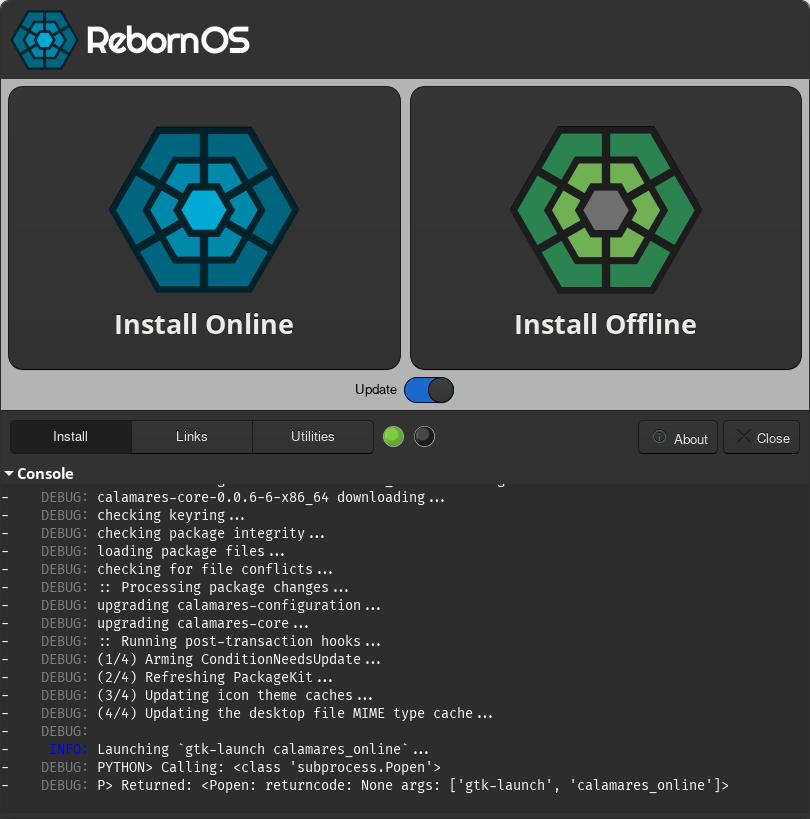 RebornOS
Install Online
Install Offline
Update
Install
Links
Utilities
About
Close
Console
- DEBUG: calamares-core-0.0.6-6-x86_64 downloading...
- DEBUG: checking keyring...
- DEBUG: checking package integrity...
- DEBUG: loading package files...
- DEBUG: checking for file conflicts...
- DEBUG: :: Processing package changes...
- DEBUG: upgrading calamares-configuration...
- DEBUG: upgrading calamares-core...
- DEBUG: :: Running post-transaction hooks...
- DEBUG: (1/4) Arming ConditionNeedsUpdate...
- DEBUG: (2/4) Refreshing PackageKit...
- DEBUG: (3/4) Updating icon theme caches...
- DEBUG: (4/4) Updating the desktop file MIME type cache...
- DEBUG:
- INFO: Launching `gtk-launch calamares_online`...
- DEBUG: PYTHON> Calling: <class 'subprocess.Popen'>
- DEBUG: P> Returned: <Popen: returncode: None args: ['gtk-launch', 'calamares_online']>